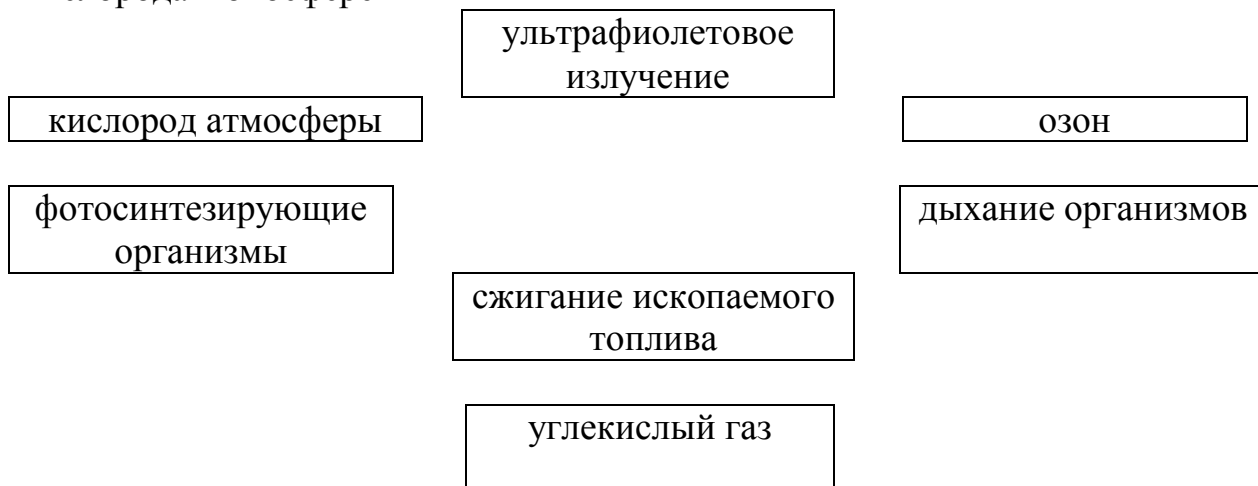 ультрафиолетовое
излучение
кислород атмосферы
озон
фотосинтезирующие
организмы
дыхание организмов
сжигание ископаемого
топлива
углекислый газ